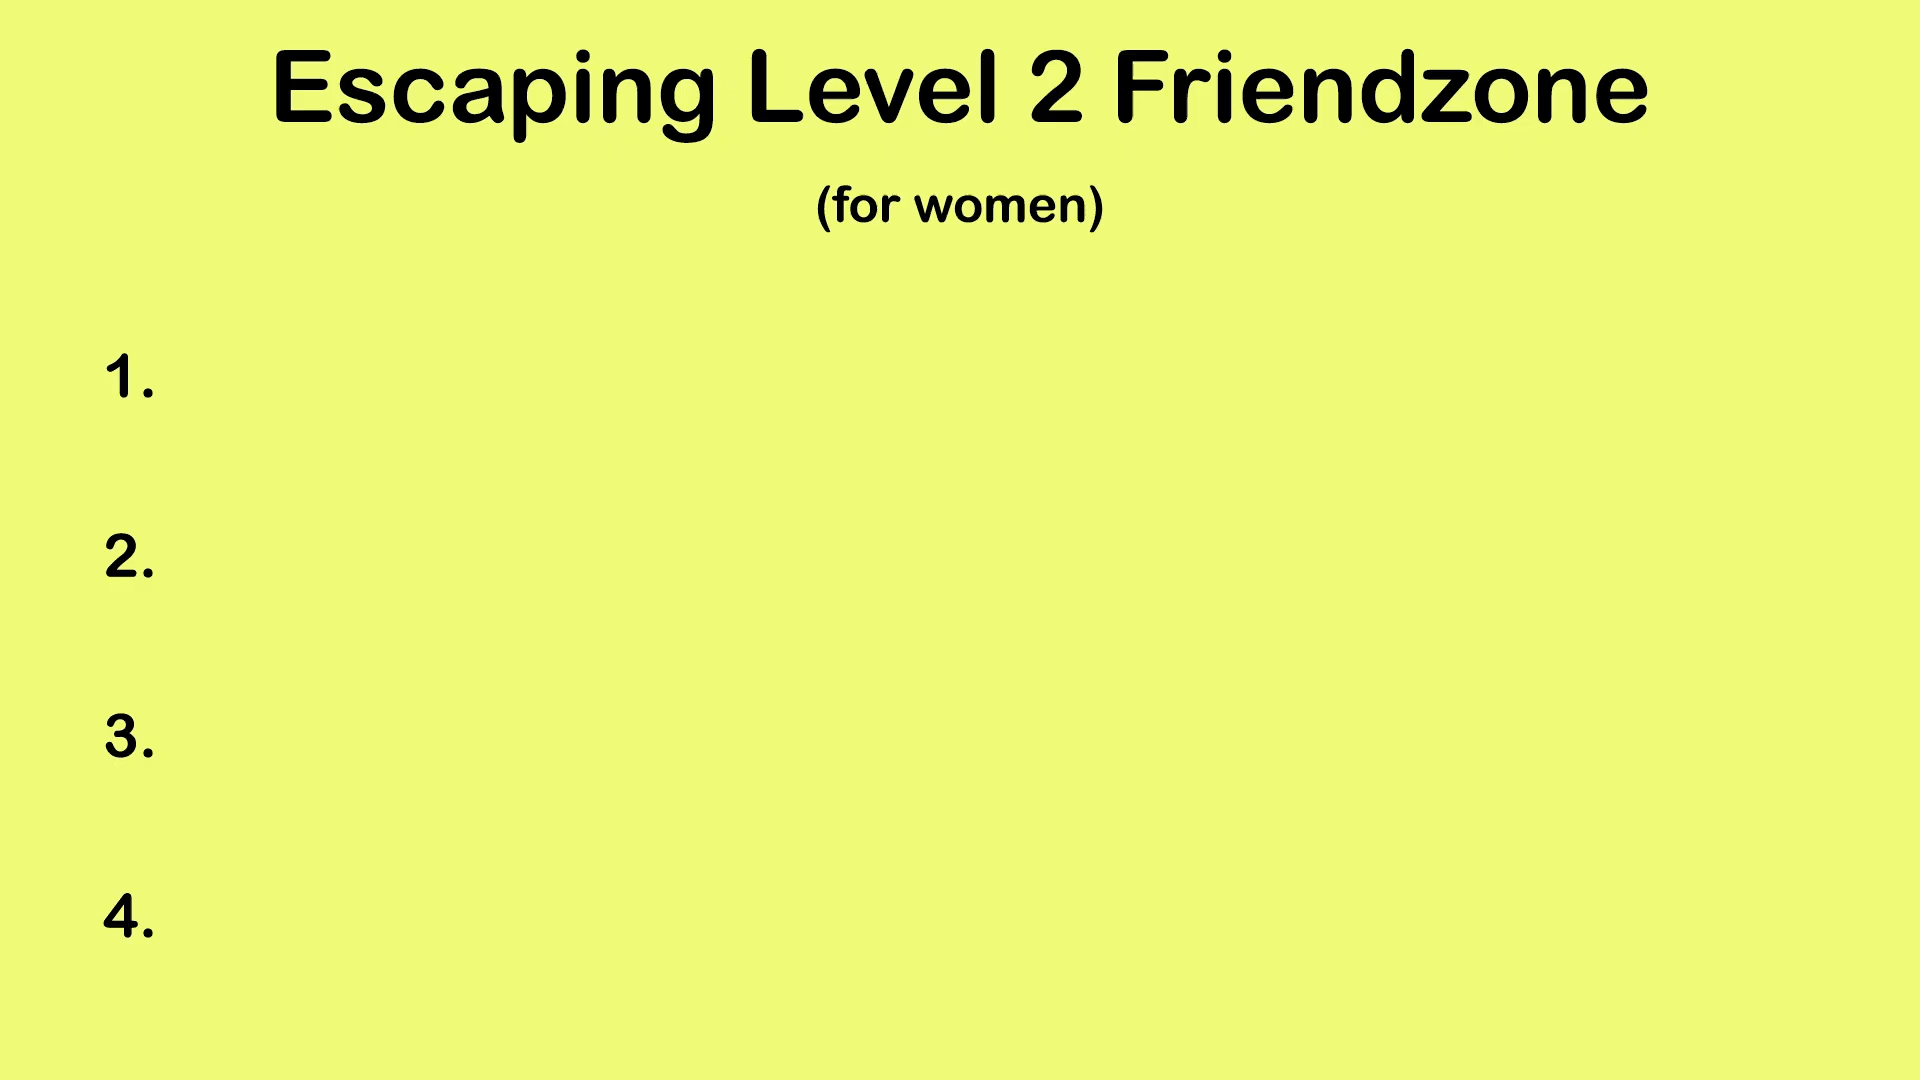 Escaping Level 2 Friendzone
(for women)
1.
2.
3.
4.